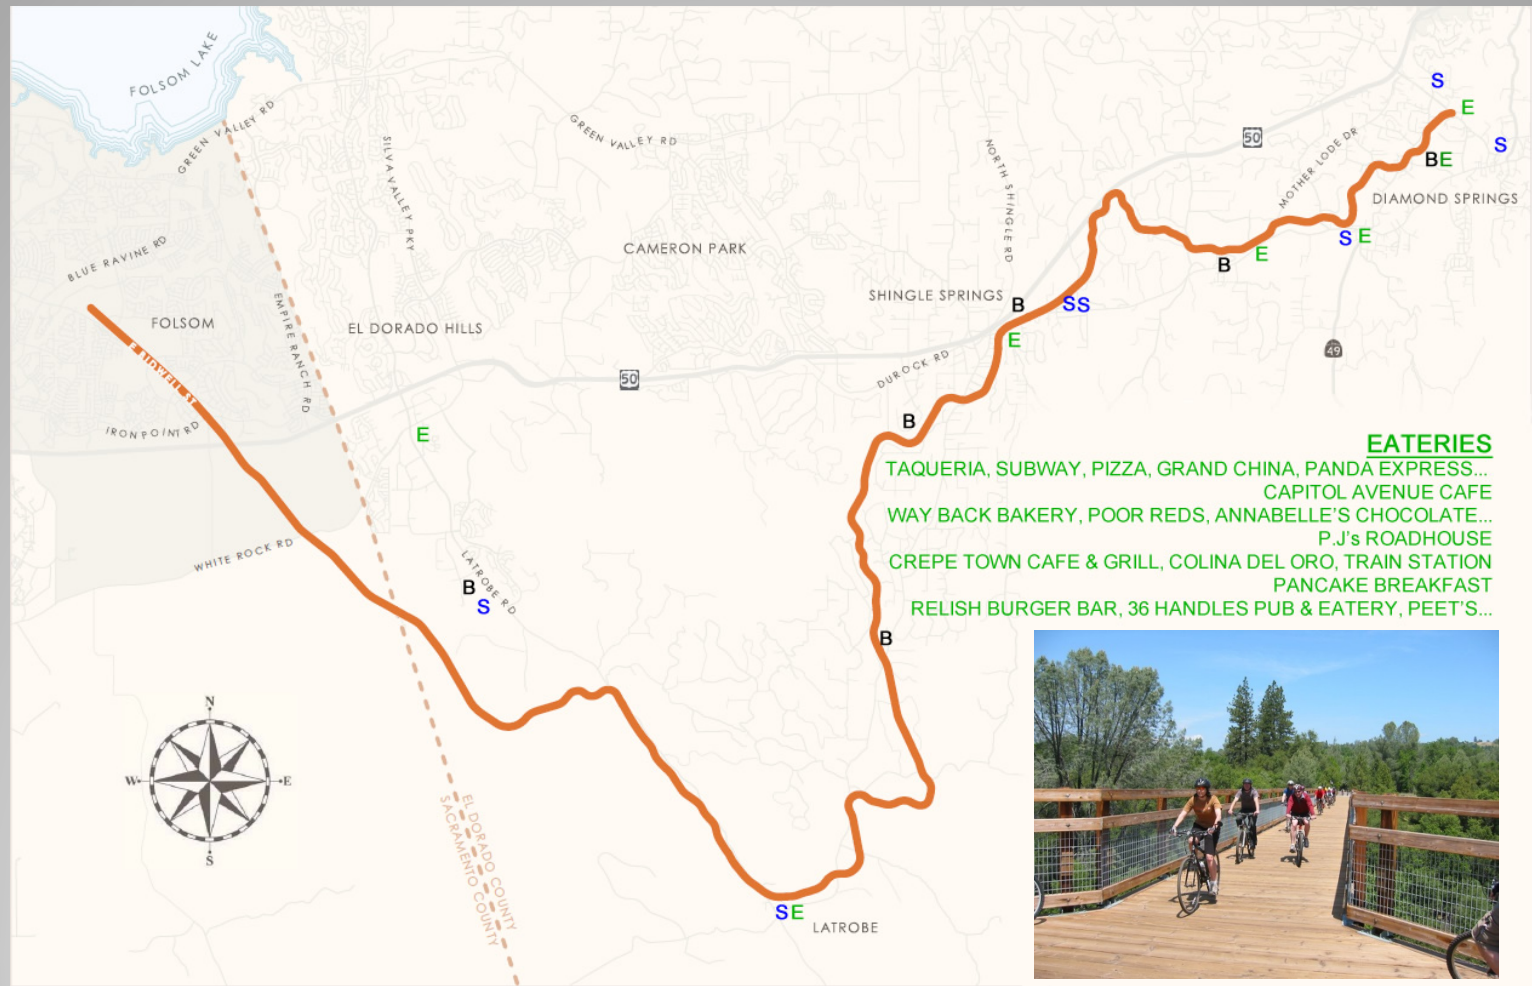 FOLSOM LAKE
GREEN VALLEY RD
SILVA VALLEY PKY
GREEN VALLEY RD
NORTH SHINGLE RD
50
MOTHER LODE DR
S
E
S
BE
DIAMOND SPRINGS
S E
E
B
BLUE RAVINE RD
FOLSOM
EMPIRE RANCH RD
EL DORADO HILLS
CAMERON PARK
SHINGLE SPRINGS
B
SS
E
49
E BIDWELL ST
IRON POINT RD
50
DUROCK RD
B
E
WHITE ROCK RD
LATROBE RD
B
S
B
EATERIES
TAQUERIA, SUBWAY, PIZZA, GRAND CHINA, PANDA EXPRESS...
CAPITOL AVENUE CAFE
WAY BACK BAKERY, POOR REDS, ANNABELLE'S CHOCOLATE...
P.J's ROADHOUSE
CREPE TOWN CAFE & GRILL, COLINA DEL ORO, TRAIN STATION
PANCAKE BREAKFAST
RELISH BURGER BAR, 36 HANDLES PUB & EATERY, PEET'S...
N
W
E
S
EL DORADO COUNTY
SACRAMENTO COUNTY
S E
LATROBE